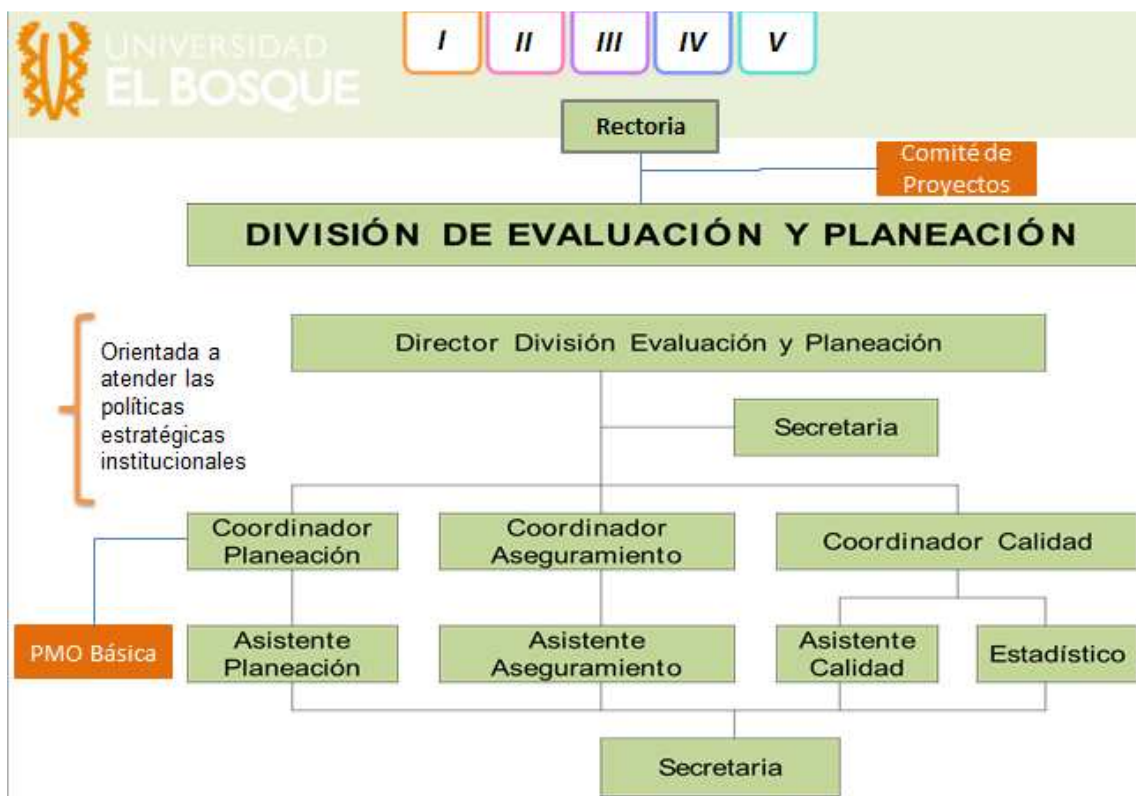 UNIVERSIDAD
EL BOSQUE
I II III IV V
Rectoria
Comité de
Proyectos
DIVISIÓN DE EVALUACIÓN Y PLANEACIÓN
Director División Evaluación y Planeación
Orientada a
atender las
políticas
estratégicas
institucionales
Secretaria
Coordinador
Planeación
Coordinador
Aseguramiento
Coordinador Calidad
PMO Básica
Asistente
Planeación
Asistente
Aseguramiento
Asistente
Calidad
Estadístico
Secretaria